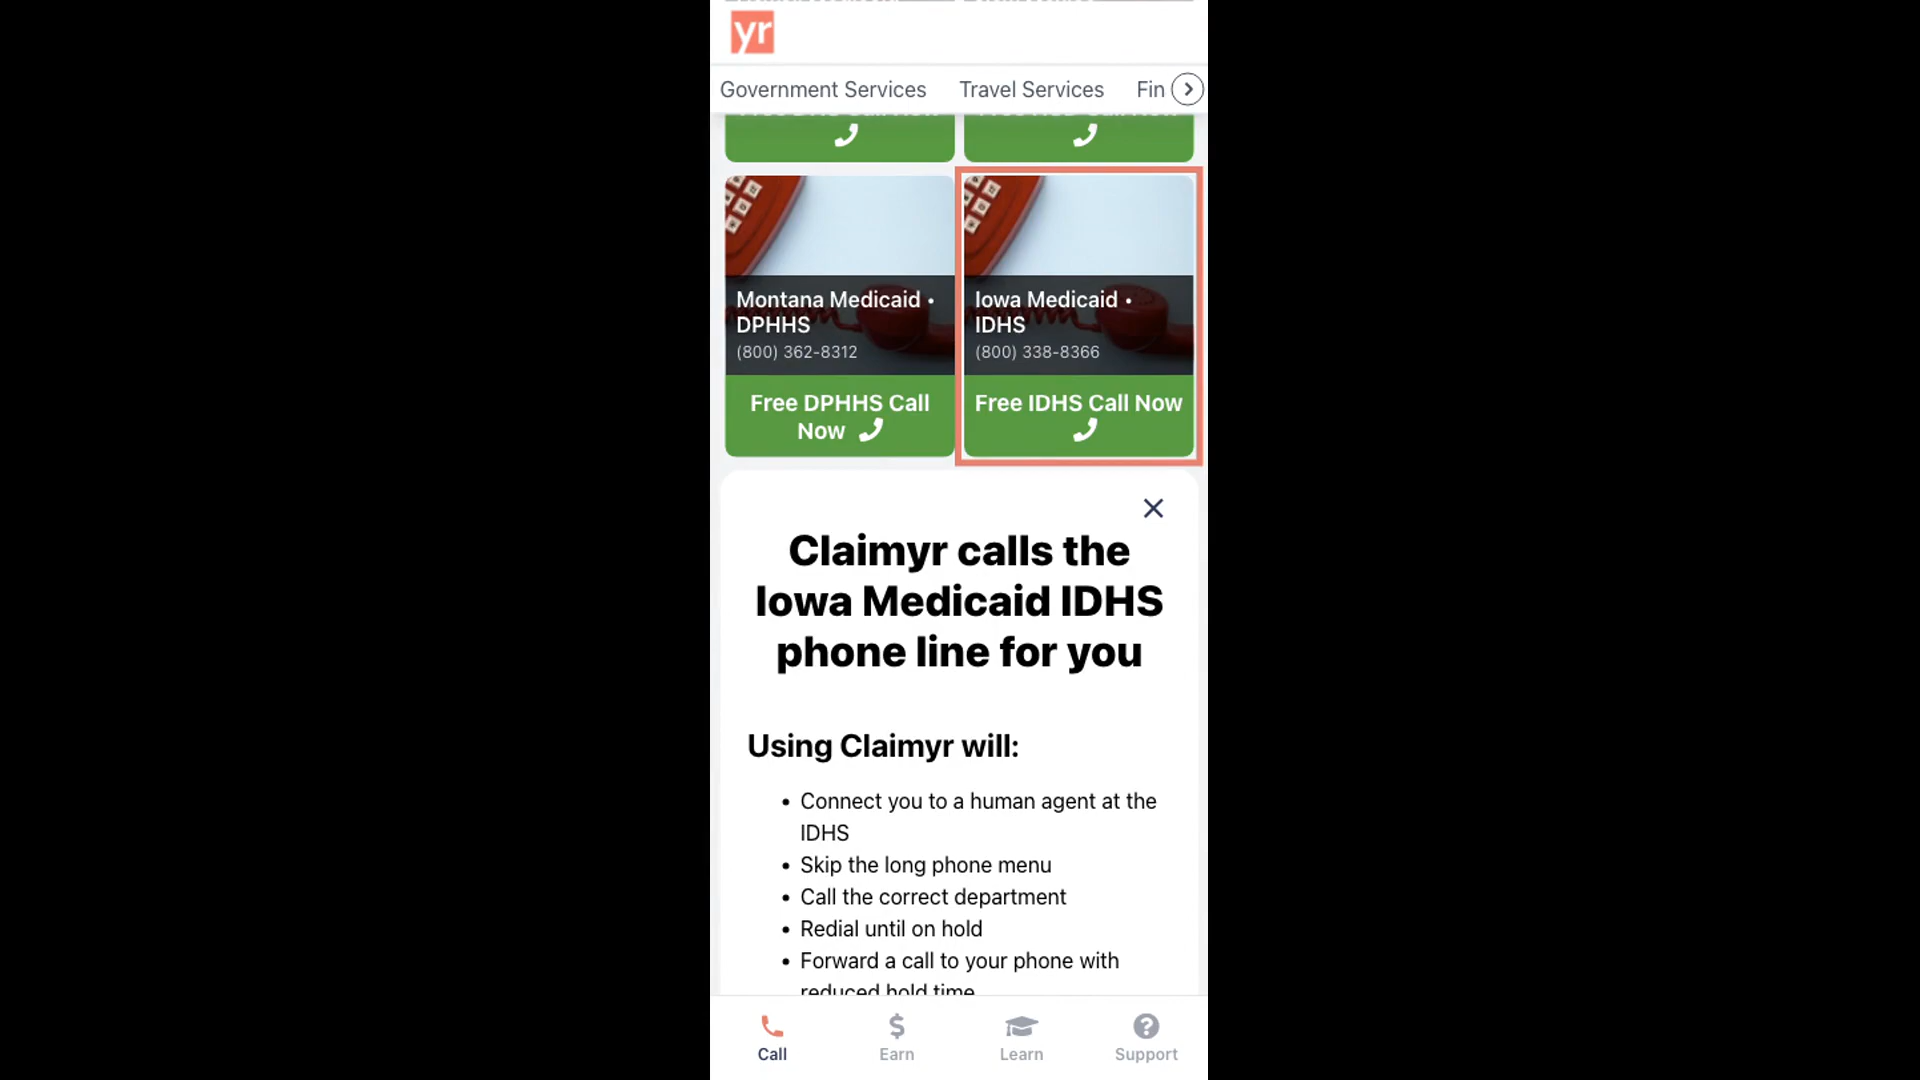 yr
Government Services
Travel Services
Fin
Montana Medicaid •
DPHHS
(800) 362-8312
Free DPHHS Call
Now
Iowa Medicaid •
IDHS
(800) 338-8366
Free IDHS Call Now
Claimyr calls the
Iowa Medicaid IDHS
phone line for you
Using Claimyr will:
• Connect you to a human agent at the
IDHS
• Skip the long phone menu
• Call the correct department
• Redial until on hold
• Forward a call to your phone with
reduced hold time
Call
Earn
Learn
Support